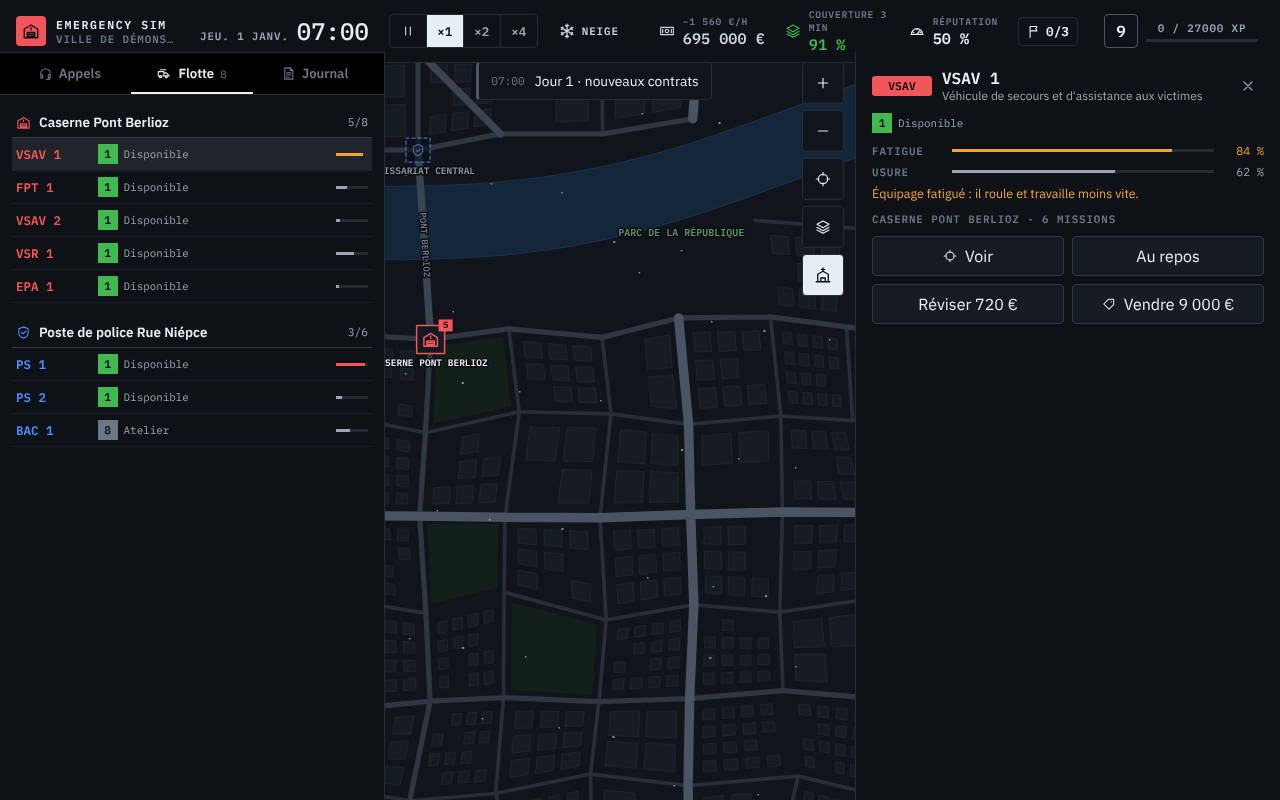 EMERGENCY SIM
VILLE DE DÉMONS…
JEU. 1 JANV. 07:00
×1 ×2 ×4
NEIGE
−1 560 €/H
695 000 €
COUVERTURE 3 MIN
91 %
RÉPUTATION
50 %
0/3
9
0 / 27000 XP
Appels
Flotte 8
Journal
Caserne Pont Berlioz 5/8
VSAV 1 1 Disponible
FPT 1 1 Disponible
VSAV 2 1 Disponible
VSR 1 1 Disponible
EPA 1 1 Disponible
Poste de police Rue Niépce 3/6
PS 1 1 Disponible
PS 2 1 Disponible
BAC 1 8 Atelier
07:00 Jour 1 · nouveaux contrats
ISSARIAT CENTRAL
PONT BERLIOZ
PARC DE LA RÉPUBLIQUE
5
SERNE PONT BERLIOZ
VSAV
VSAV 1
Véhicule de secours et d'assistance aux victimes
1 Disponible
FATIGUE 84 %
USURE 62 %
Équipage fatigué : il roule et travaille moins vite.
CASERNE PONT BERLIOZ · 6 MISSIONS
Voir
Au repos
Réviser 720 €
Vendre 9 000 €